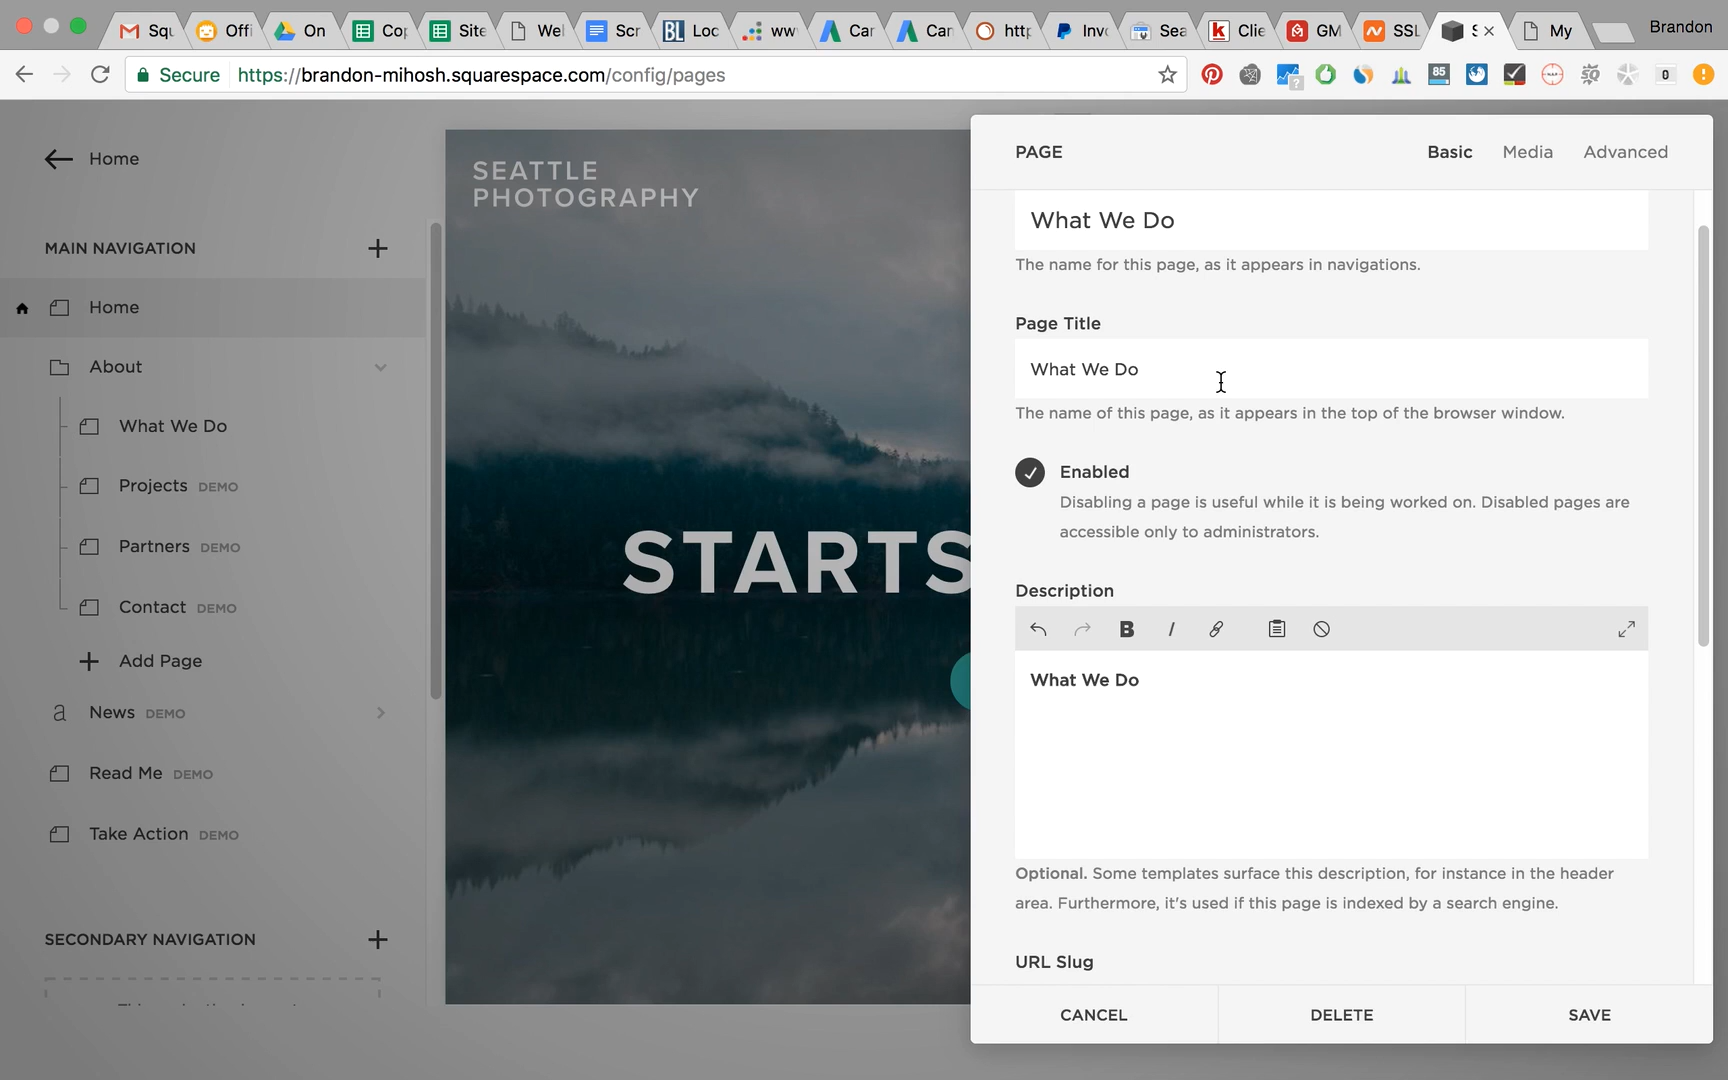 Squ
Offi
On
Cop
Site
Wel
Scr
Loc
ww
Car
Car
http
Inv
Sea
Clie
GM
SSL
S
My
Brandon
Secure
https://brandon-mihosh.squarespace.com/config/pages
85
SQ
0
Home
MAIN NAVIGATION
Home
About
What We Do
Projects DEMO
Partners DEMO
Contact DEMO
Add Page
a News DEMO
Read Me DEMO
Take Action DEMO
SECONDARY NAVIGATION
SEATTLE
PHOTOGRAPHY
STARTS
PAGE
Basic
Media
Advanced
What We Do
The name for this page, as it appears in navigations.
Page Title
What We Do
The name of this page, as it appears in the top of the browser window.
Enabled
Disabling a page is useful while it is being worked on. Disabled pages are
accessible only to administrators.
Description
B I
What We Do
Optional. Some templates surface this description, for instance in the header
area. Furthermore, it's used if this page is indexed by a search engine.
URL Slug
CANCEL
DELETE
SAVE